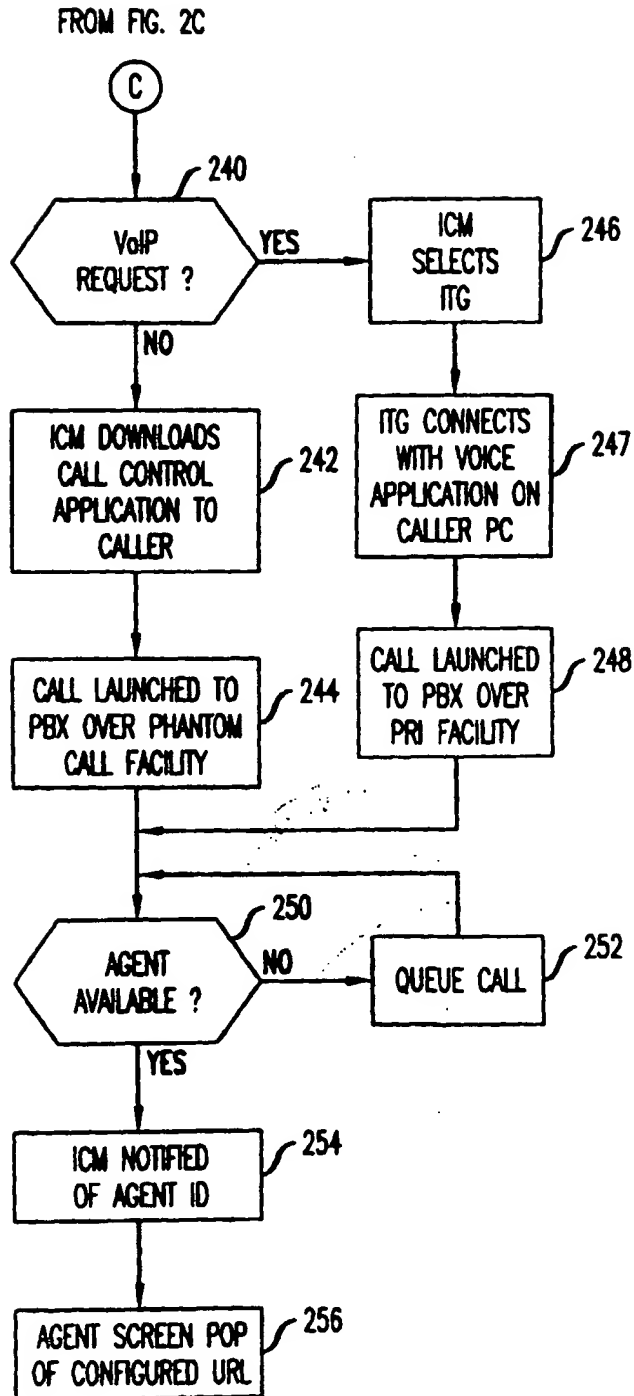 FROM FIG. 2C
C
240
VoIP
REQUEST ?
YES
NO
ICM
SELECTS
ITG
246
ICM DOWNLOADS
CALL CONTROL
APPLICATION TO
CALLER
242
ITG CONNECTS
WITH VOICE
APPLICATION ON
CALLER PC
247
CALL LAUNCHED TO
PBX OVER PHANTOM
CALL FACILITY
244
CALL LAUNCHED
TO PBX OVER
PRI FACILITY
248
250
AGENT
AVAILABLE ?
NO
YES
QUEUE CALL
252
ICM NOTIFIED
OF AGENT ID
254
AGENT SCREEN POP
OF CONFIGURED URL
256